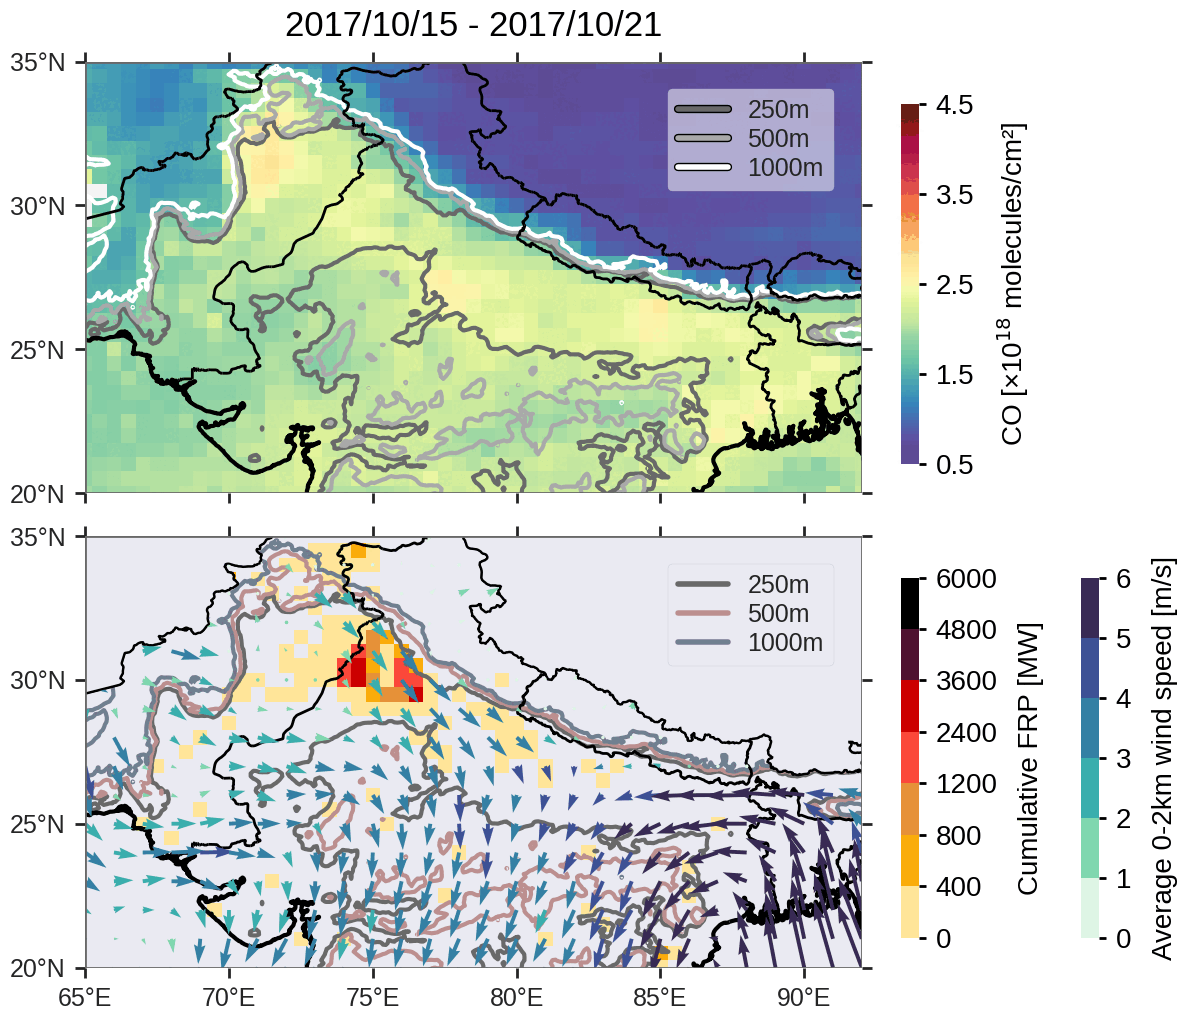 2017/10/15 - 2017/10/21
35°N
30°N
25°N
20°N
250m
500m
1000m
4.5
3.5
2.5
1.5
0.5
CO [×10¹⁸ molecules/cm²]
35°N
30°N
25°N
20°N
65°E
70°E
75°E
80°E
85°E
90°E
250m
500m
1000m
6000
4800
3600
2400
1200
800
400
0
Cumulative FRP [MW]
6
5
4
3
2
1
0
Average 0-2km wind speed [m/s]